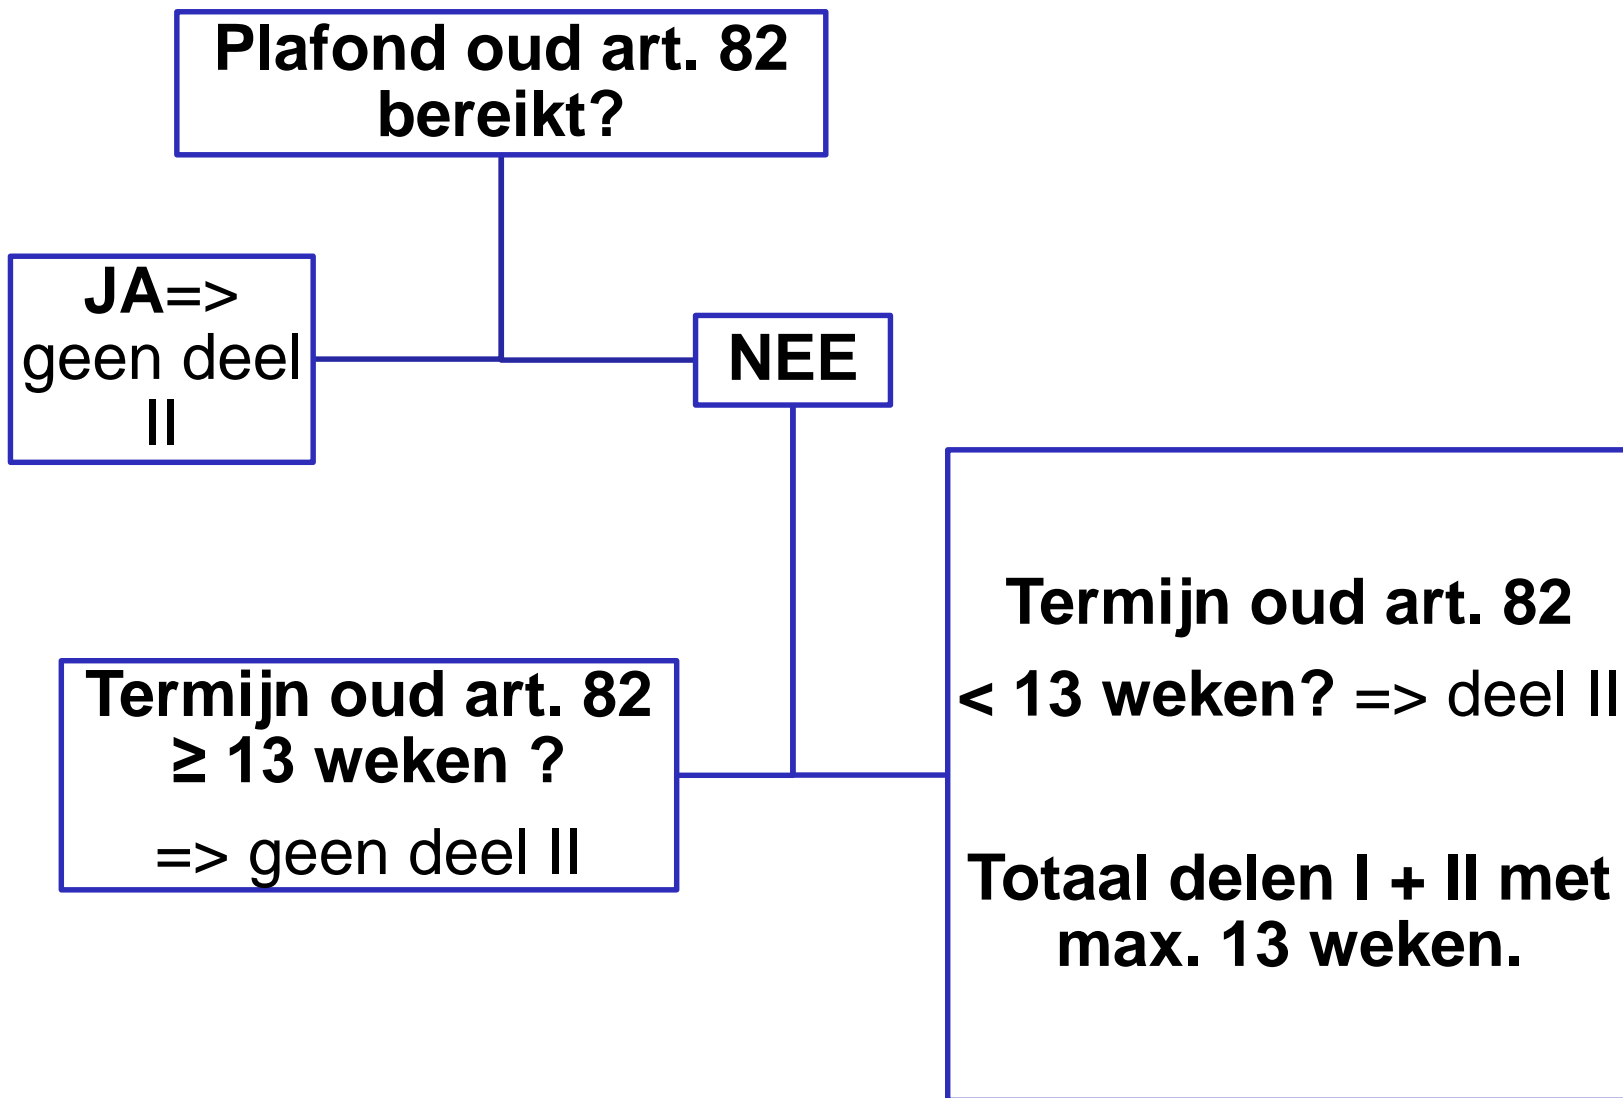 Plafond oud art. 82
bereikt?
JA=>
geen deel
II
NEE
Termijn oud art. 82
≥ 13 weken ?
=> geen deel II
Termijn oud art. 82
< 13 weken? => deel II
Totaal delen I + II met
max. 13 weken.